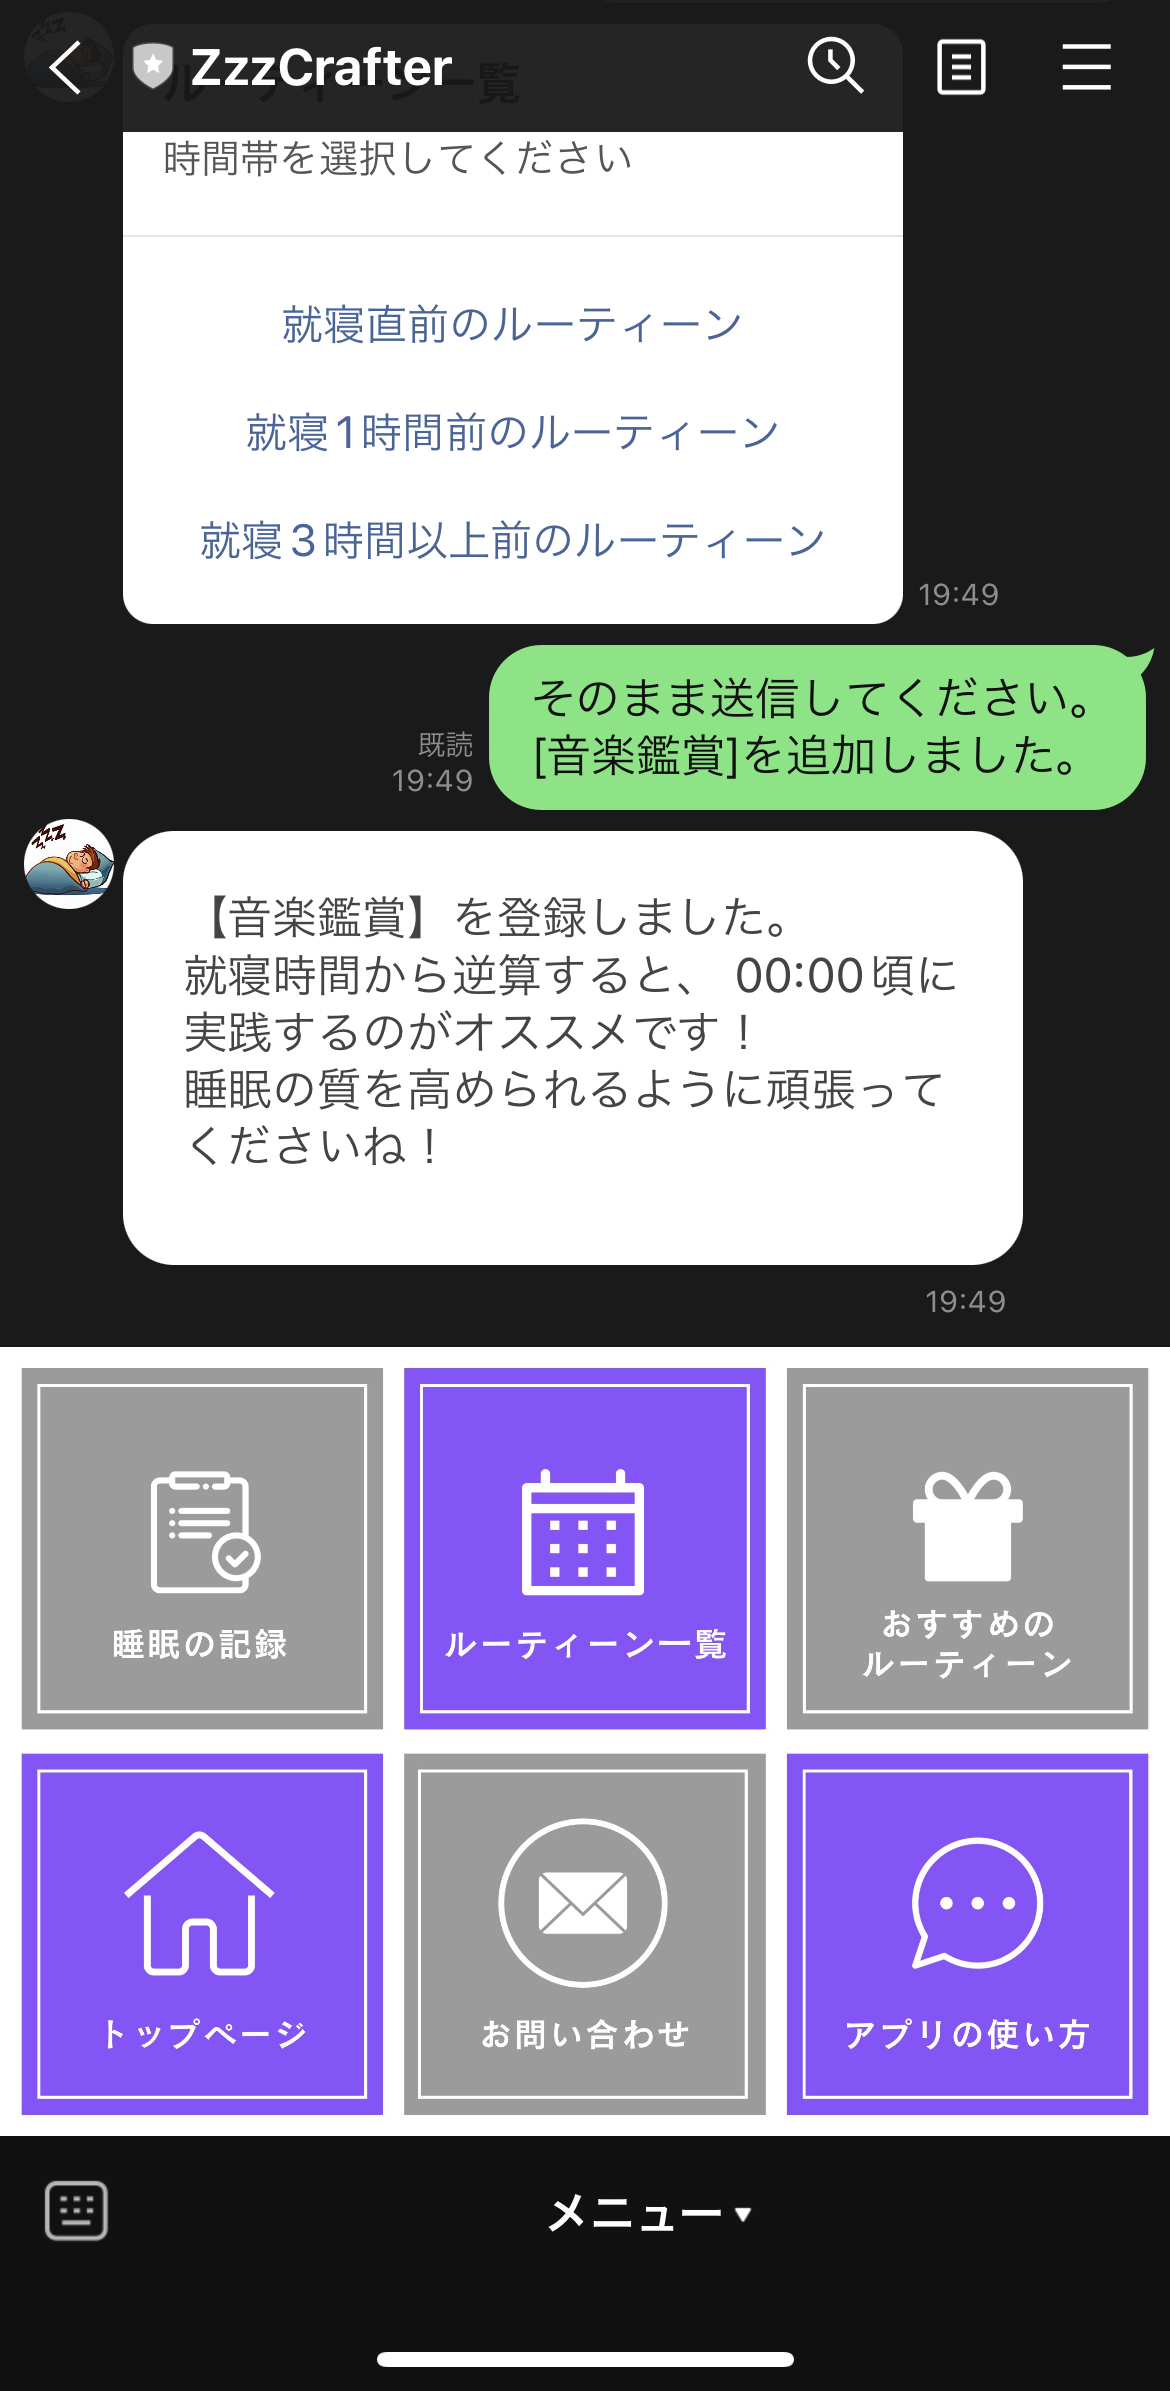 ZzzCrafter
ルーティーン一覧
時間帯を選択してください
就寝直前のルーティーン
就寝1時間前のルーティーン
就寝3時間以上前のルーティーン
19:49
そのまま送信してください。
[音楽鑑賞]を追加しました。
既読
19:49
ZZZ
【音楽鑑賞】を登録しました。
就寝時間から逆算すると、 00:00頃に
実践するのがオススメです！
睡眠の質を高められるように頑張って
くださいね！
19:49
睡眠の記録
ルーティーン一覧
おすすめの
ルーティーン
トップページ
お問い合わせ
アプリの使い方
メニュー▼